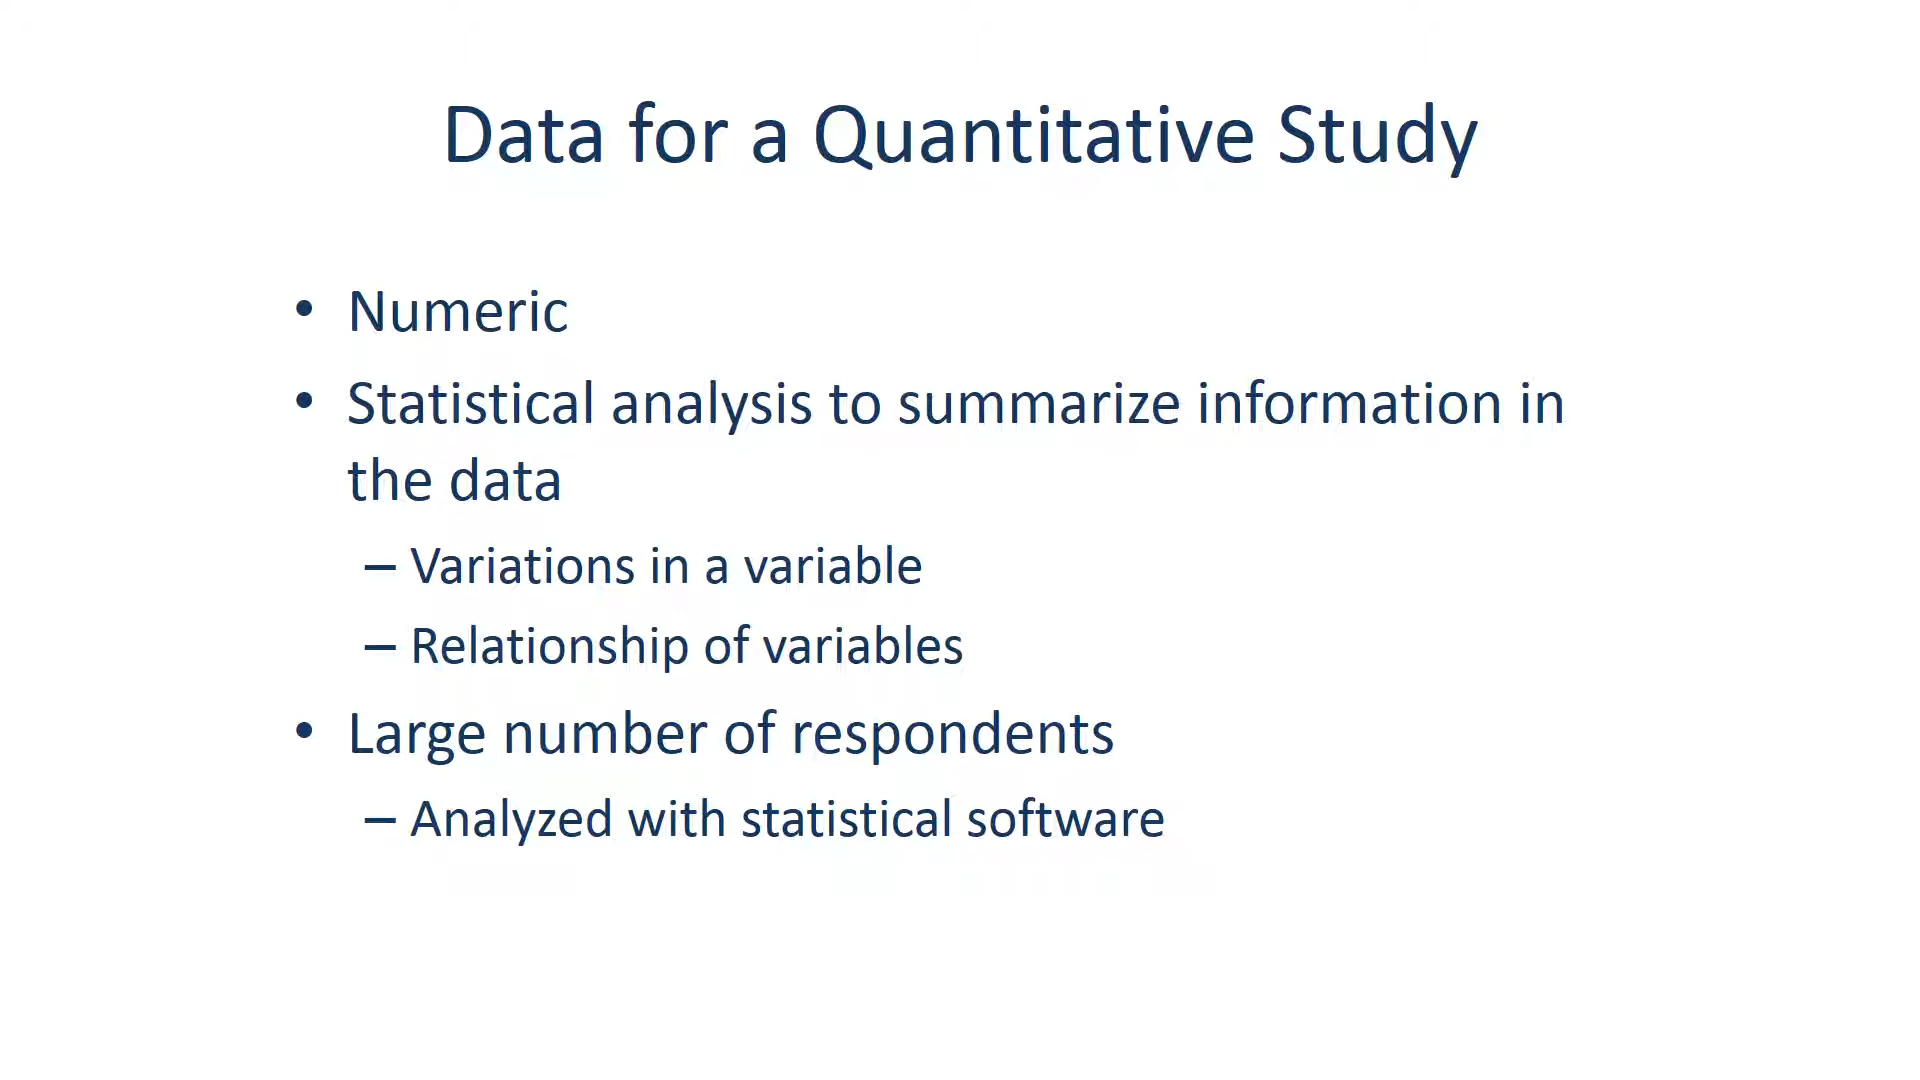 Data for a Quantitative Study
• Numeric
• Statistical analysis to summarize information in
the data
– Variations in a variable
– Relationship of variables
• Large number of respondents
– Analyzed with statistical software